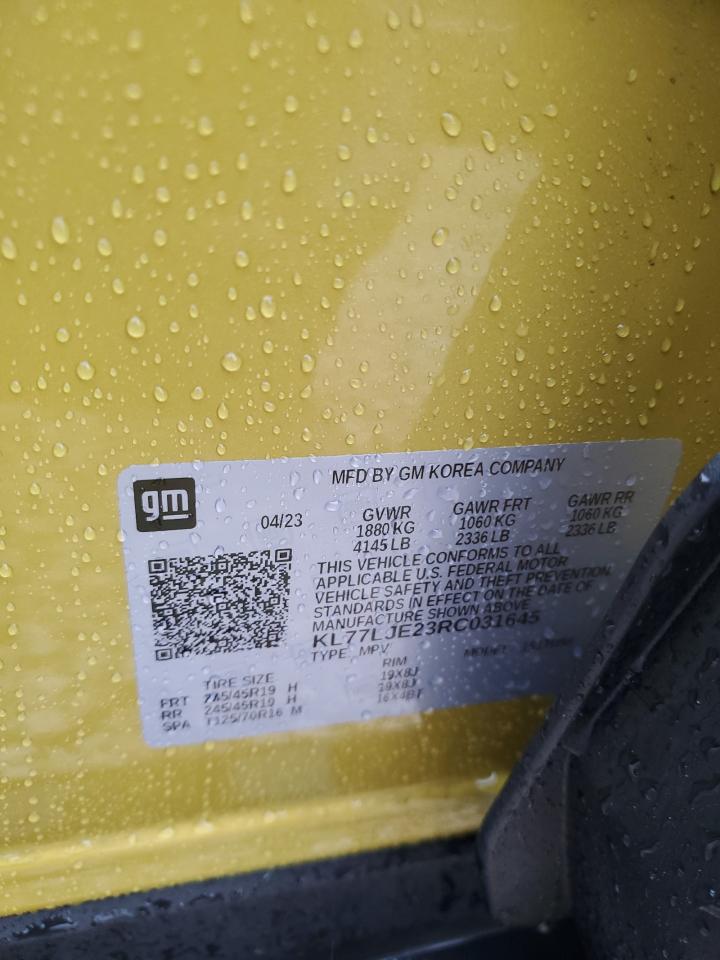 MFD BY GM KOREA COMPANY
gm
04/23
GVWR GAWR FRT GAWR RR
1880 KG 1060 KG 1060 KG
4145 LB 2336 LB 2336 LB
THIS VEHICLE CONFORMS TO ALL
APPLICABLE U.S. FEDERAL MOTOR
VEHICLE SAFETY AND THEFT PREVENTION
STANDARDS IN EFFECT ON THE DATE OF
MANUFACTURE SHOWN ABOVE
KL77LJE23RC031645
TYPE MPV MODEL
TIRE SIZE RIM
FRT 245/45R19 H 19X8J
RR 245/45R19 H 19X8J
SPA T125/70R16 M 16X4BT